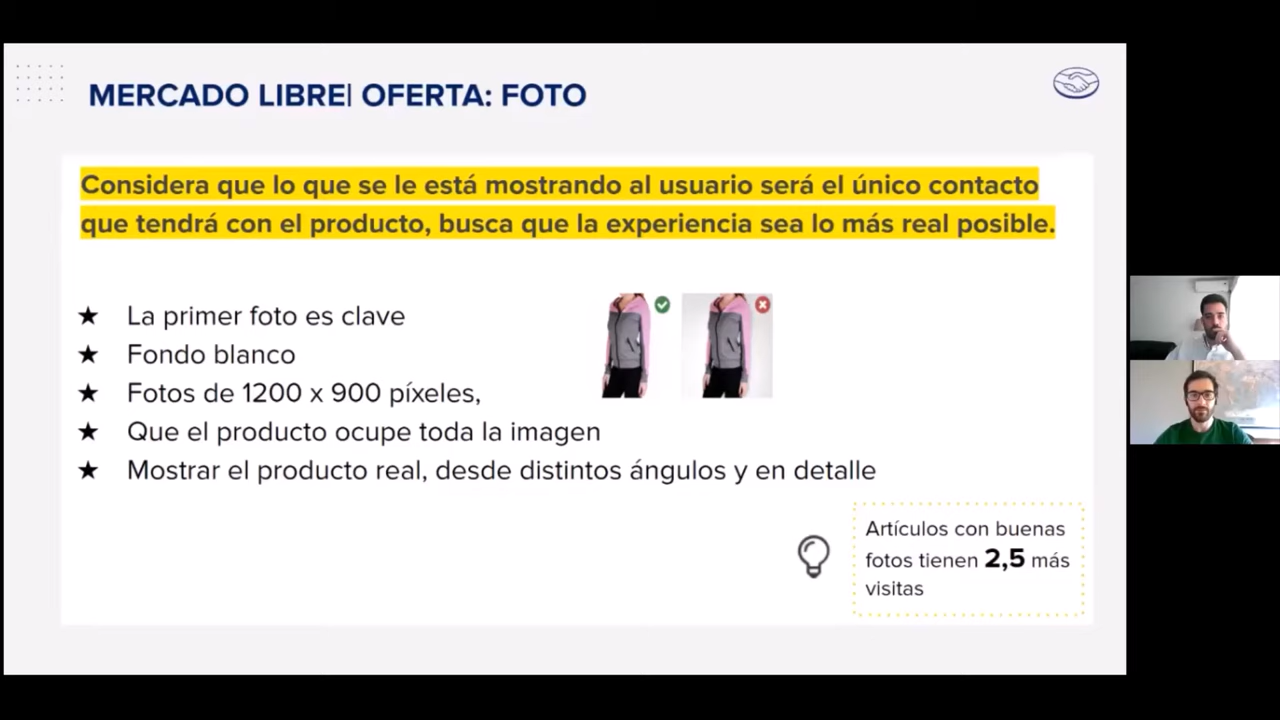 MERCADO LIBRE| OFERTA: FOTO
Considera que lo que se le está mostrando al usuario será el único contacto
que tendrá con el producto, busca que la experiencia sea lo más real posible.
★ La primer foto es clave
★ Fondo blanco
★ Fotos de 1200 x 900 píxeles,
★ Que el producto ocupe toda la imagen
★ Mostrar el producto real, desde distintos ángulos y en detalle
Artículos con buenas
fotos tienen 2,5 más
visitas